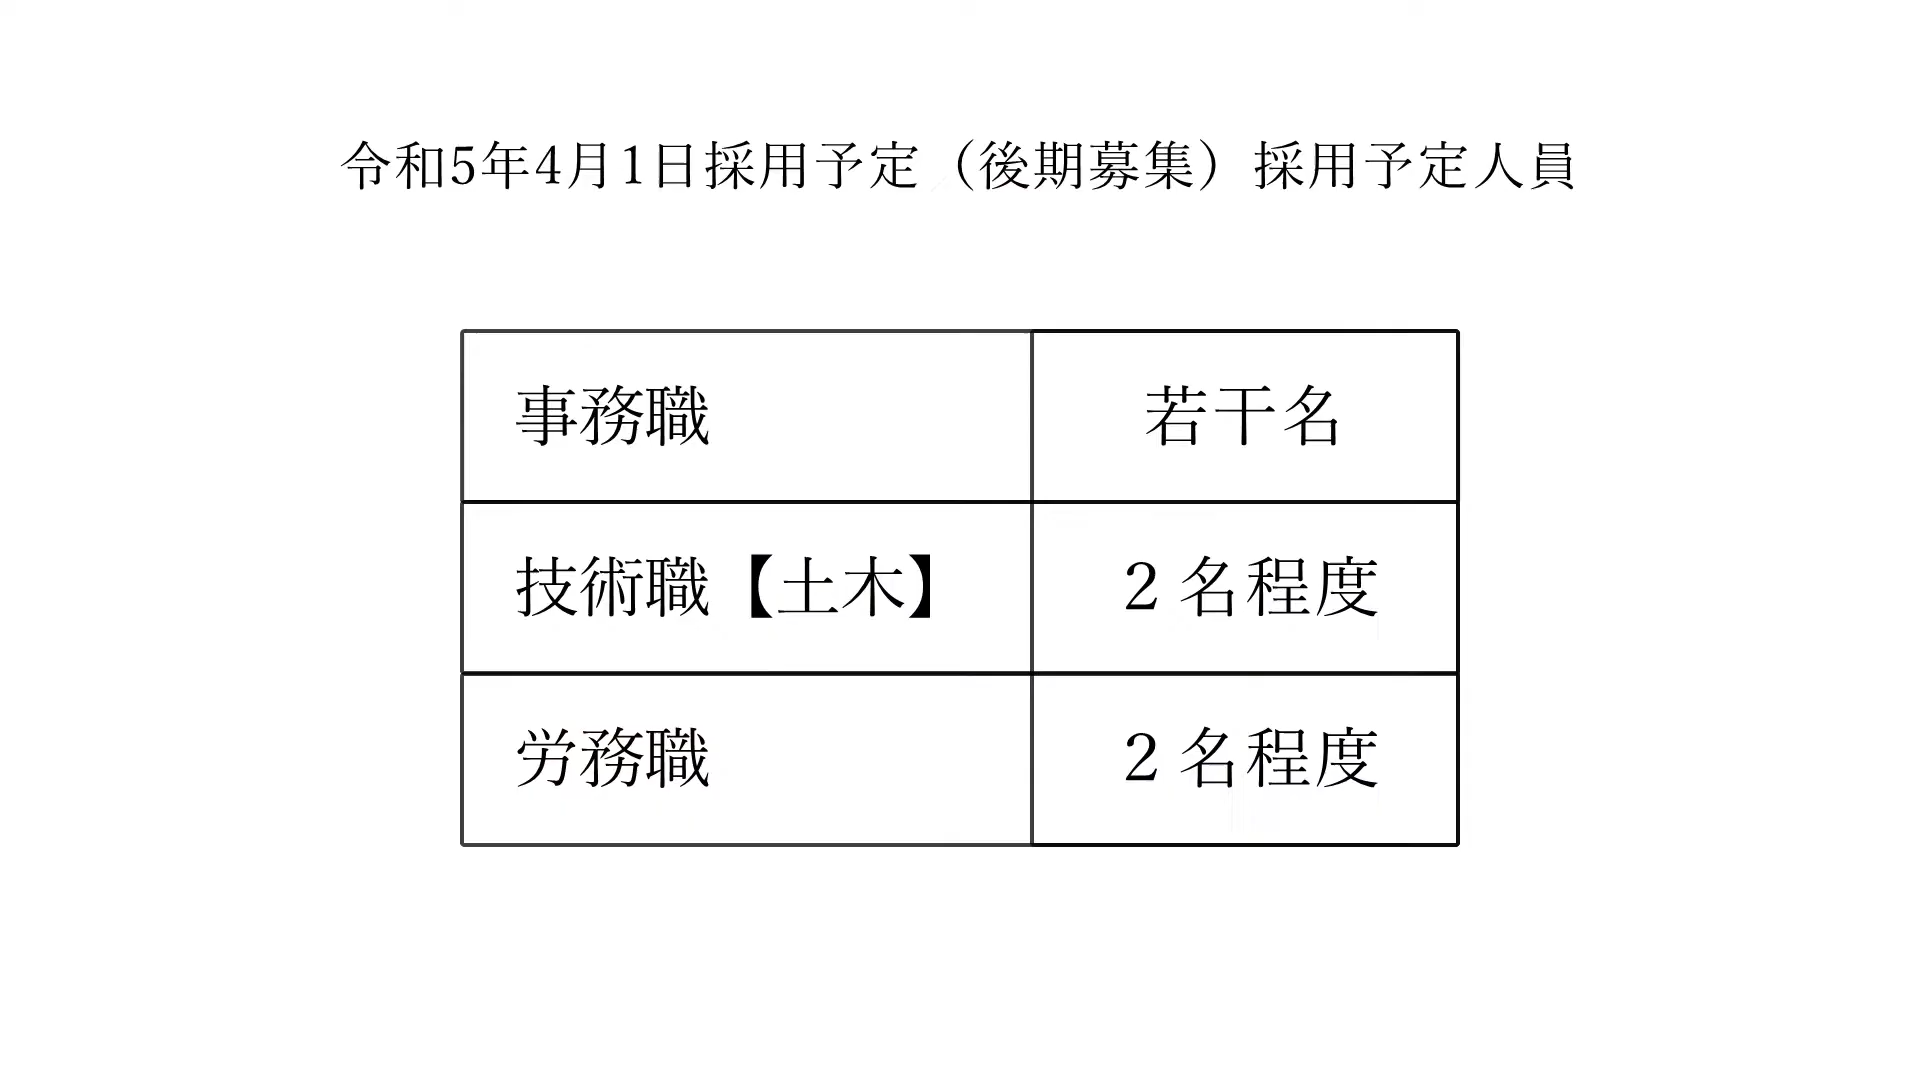 令和5年4月1日採用予定（後期募集）採用予定人員
事務職 若干名
技術職【土木】 2名程度
労務職 2名程度